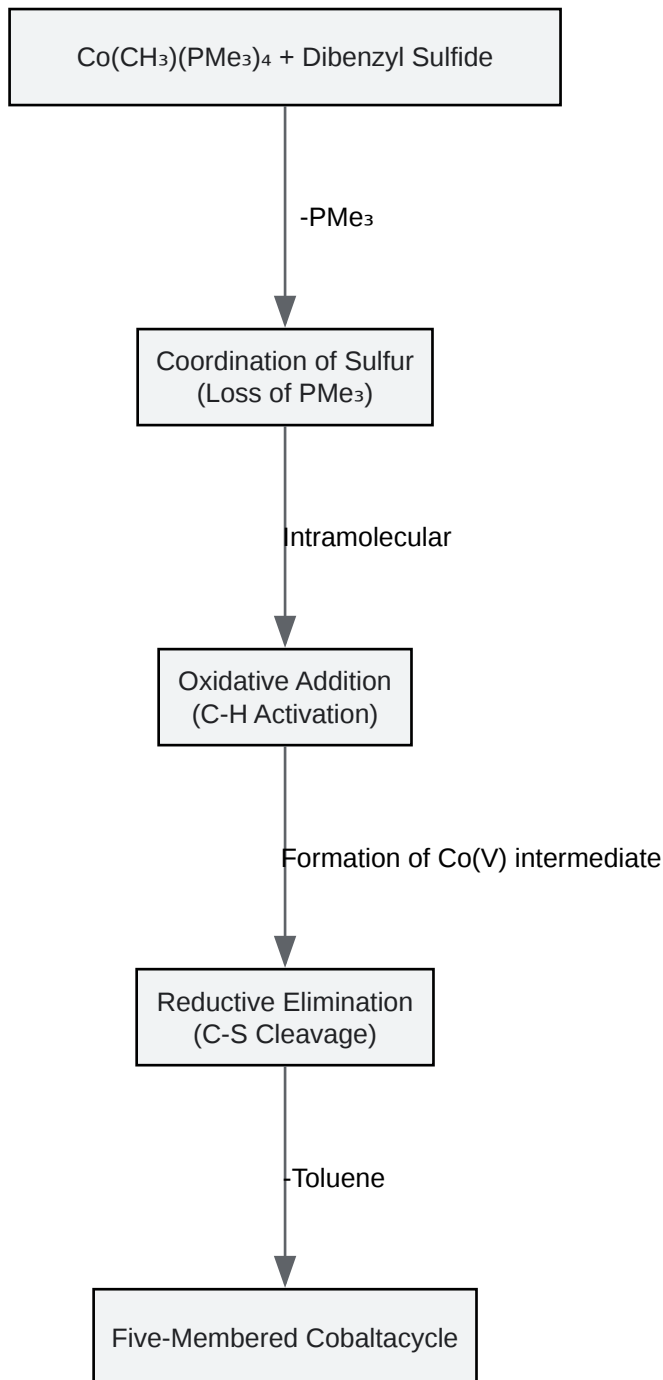 Co(CH₃)(PMe₃)₄ + Dibenzyl Sulfide
-PMe₃
Coordination of Sulfur
(Loss of PMe₃)
Intramolecular
Oxidative Addition
(C-H Activation)
Formation of Co(V) intermediate
Reductive Elimination
(C-S Cleavage)
-Toluene
Five-Membered Cobaltacycle